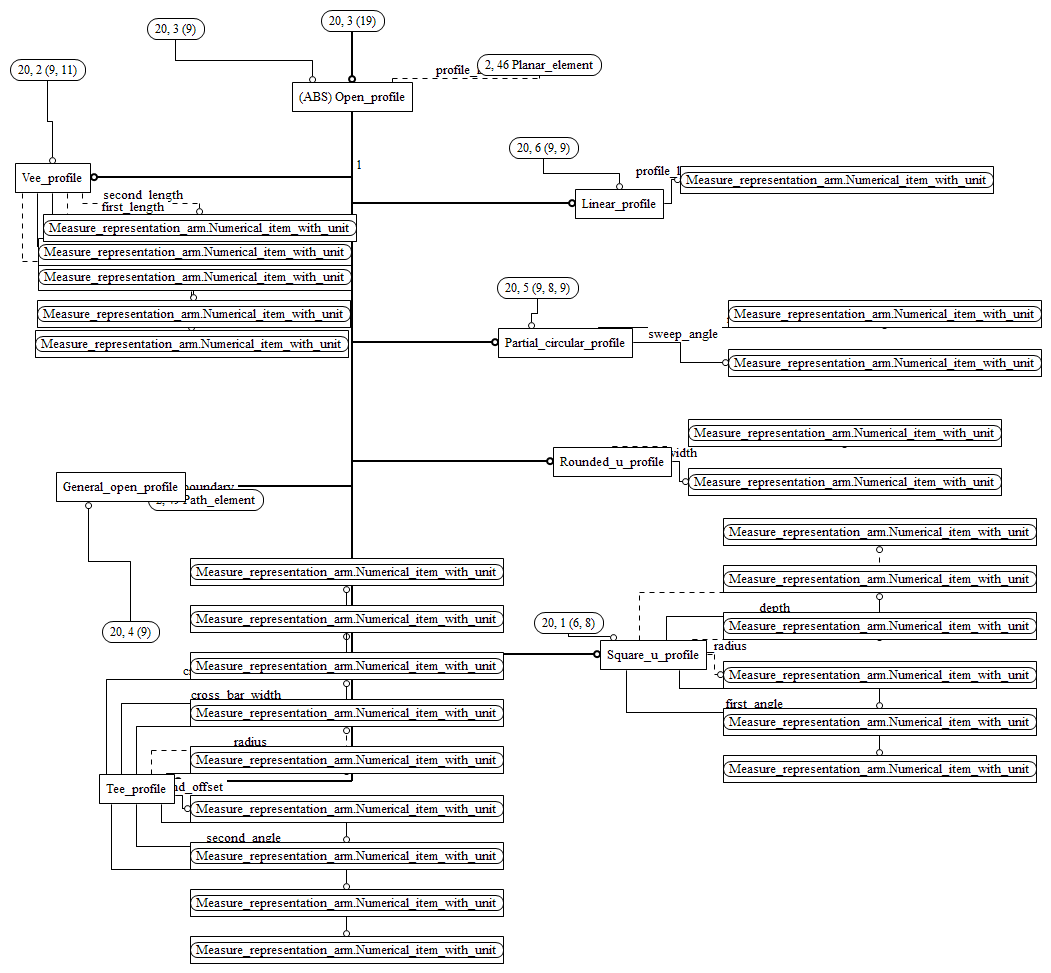 20, 3 (19)
20, 3 (9)
2, 46 Planar_element
20, 2 (9, 11)
(ABS) Open_profile
1
20, 6 (9, 9)
Vee_profile
Measure_representation_arm.Numerical_item_with_unit
second_length
first_length
Linear_profile
Measure_representation_arm.Numerical_item_with_unit
Measure_representation_arm.Numerical_item_with_unit
Measure_representation_arm.Numerical_item_with_unit
20, 5 (9, 8, 9)
Measure_representation_arm.Numerical_item_with_unit
Measure_representation_arm.Numerical_item_with_unit
Measure_representation_arm.Numerical_item_with_unit
sweep_angle
Partial_circular_profile
Measure_representation_arm.Numerical_item_with_unit
Measure_representation_arm.Numerical_item_with_unit
Rounded_u_profile
Measure_representation_arm.Numerical_item_with_unit
General_open_profile
boundary
Path_element
Measure_representation_arm.Numerical_item_with_unit
Measure_representation_arm.Numerical_item_with_unit
Measure_representation_arm.Numerical_item_with_unit
depth
Measure_representation_arm.Numerical_item_with_unit
20, 4 (9)
Measure_representation_arm.Numerical_item_with_unit
20, 1 (6, 8)
Square_u_profile
radius
Measure_representation_arm.Numerical_item_with_unit
Measure_representation_arm.Numerical_item_with_unit
cross_bar_width
first_angle
Measure_representation_arm.Numerical_item_with_unit
Measure_representation_arm.Numerical_item_with_unit
radius
Measure_representation_arm.Numerical_item_with_unit
Measure_representation_arm.Numerical_item_with_unit
Tee_profile
Measure_representation_arm.Numerical_item_with_unit
second_angle
Measure_representation_arm.Numerical_item_with_unit
Measure_representation_arm.Numerical_item_with_unit
Measure_representation_arm.Numerical_item_with_unit